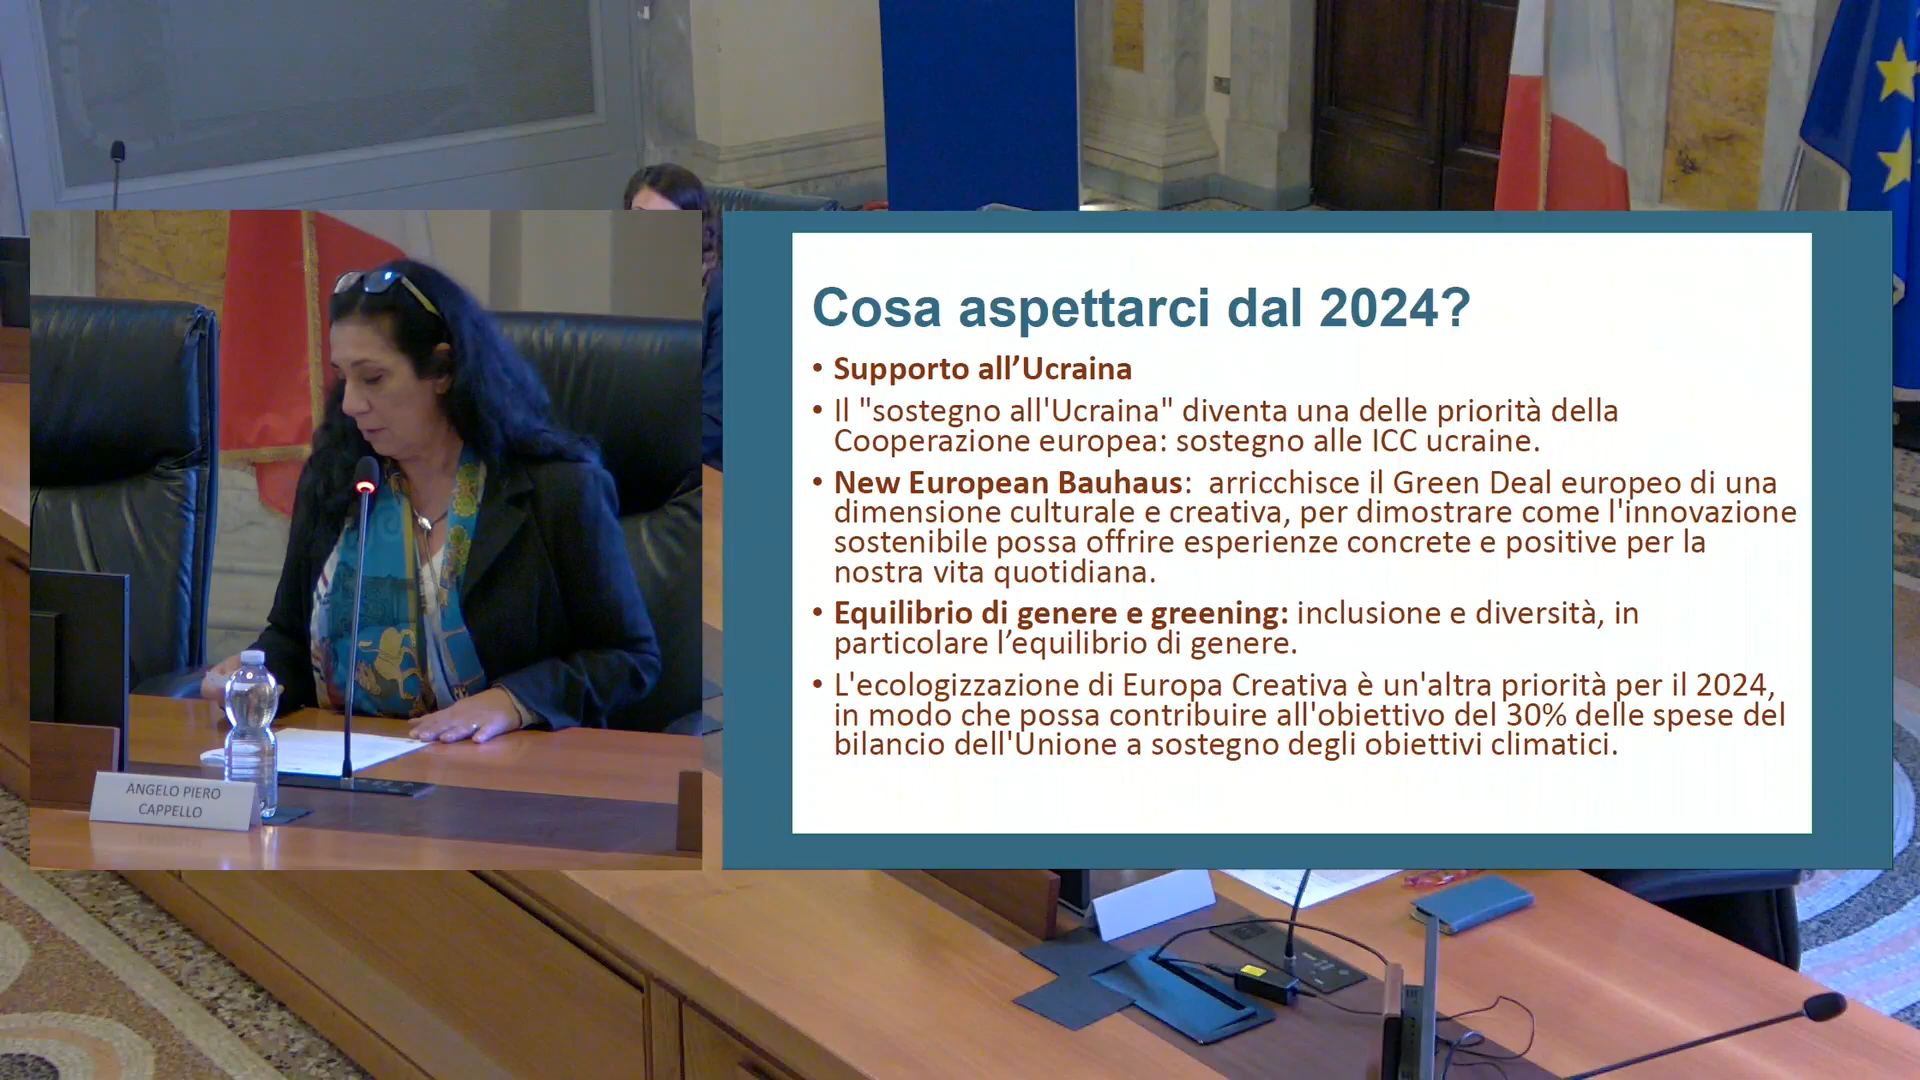 ANGELO PIERO
CAPPELLO
Cosa aspettarci dal 2024?
• Supporto all’Ucraina
• Il "sostegno all'Ucraina" diventa una delle priorità della
Cooperazione europea: sostegno alle ICC ucraine.
• New European Bauhaus:  arricchisce il Green Deal europeo di una
dimensione culturale e creativa, per dimostrare come l'innovazione
sostenibile possa offrire esperienze concrete e positive per la
nostra vita quotidiana.
• Equilibrio di genere e greening: inclusione e diversità, in
particolare l’equilibrio di genere.
• L'ecologizzazione di Europa Creativa è un'altra priorità per il 2024,
in modo che possa contribuire all'obiettivo del 30% delle spese del
bilancio dell'Unione a sostegno degli obiettivi climatici.